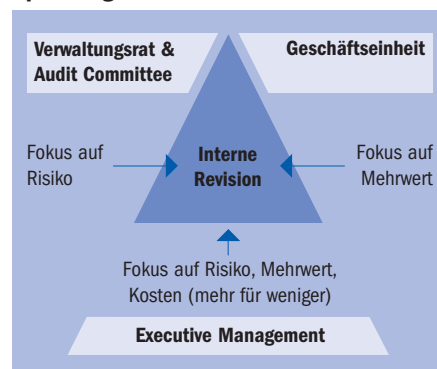 Verwaltungsrat &
Audit Committee
Geschäftseinheit
Fokus auf
Risiko
Interne
Revision
Fokus auf
Mehrwert
Fokus auf Risiko, Mehrwert,
Kosten (mehr für weniger)
Executive Management